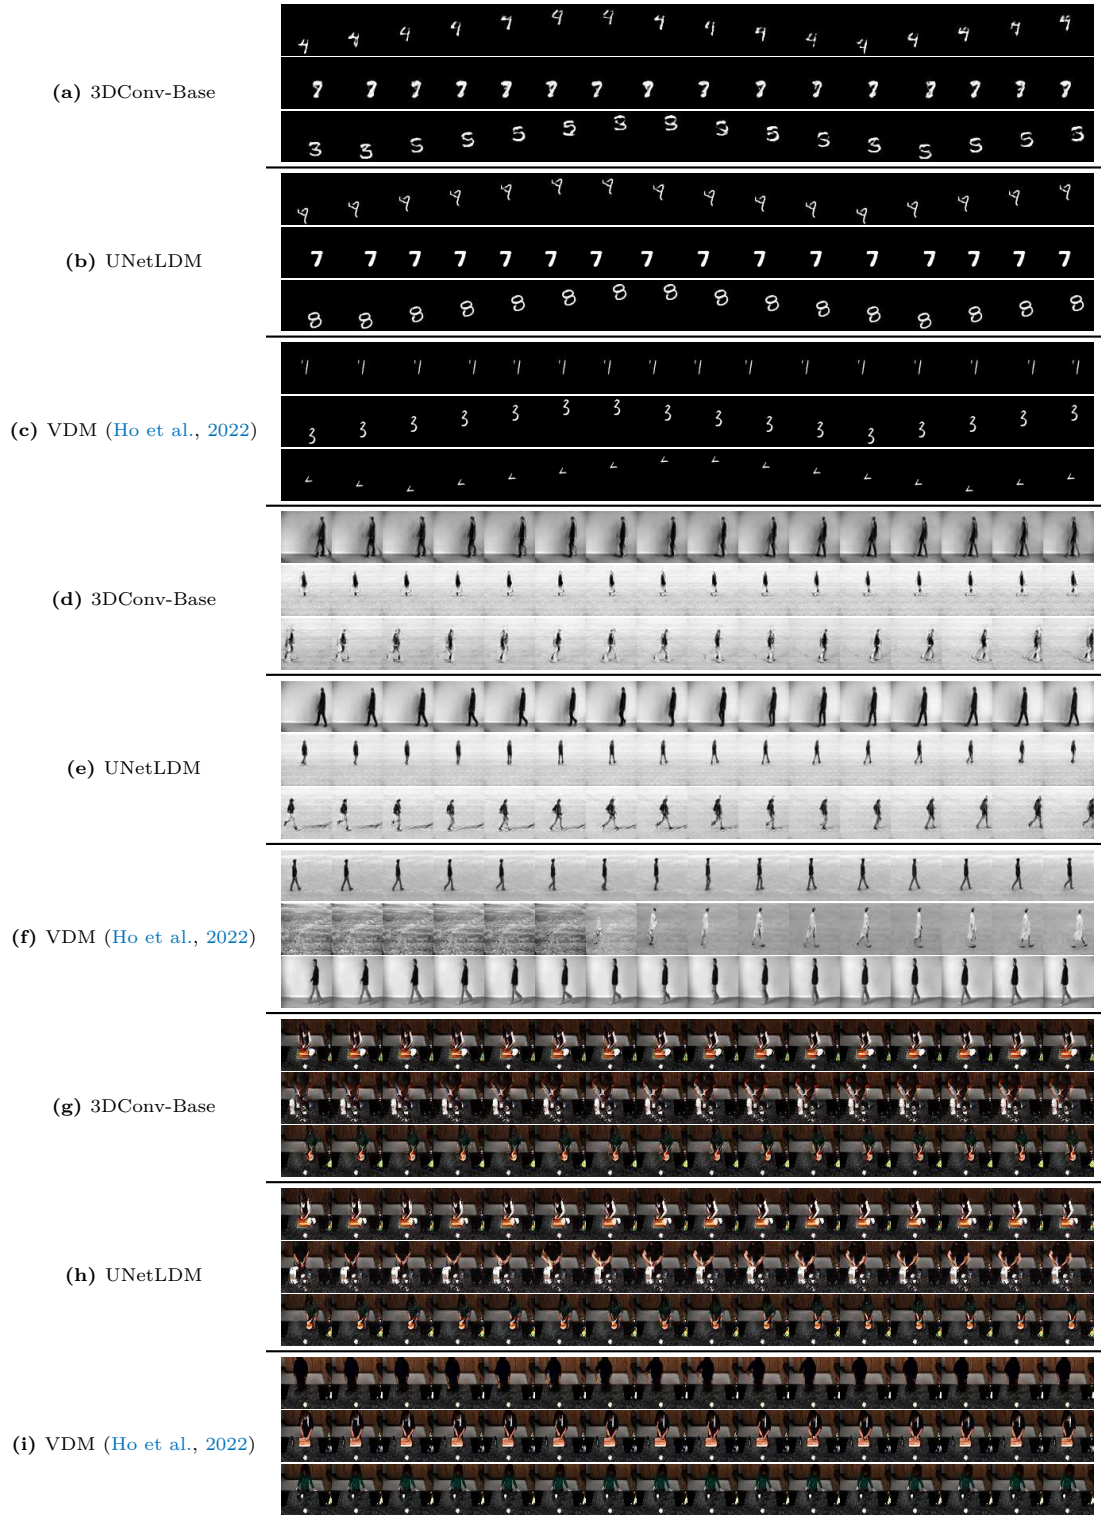 (a) 3DConv-Base
(b) UNetLDM
(c) VDM (Ho et al., 2022)
(d) 3DConv-Base
(e) UNetLDM
(f) VDM (Ho et al., 2022)
(g) 3DConv-Base
(h) UNetLDM
(i) VDM (Ho et al., 2022)